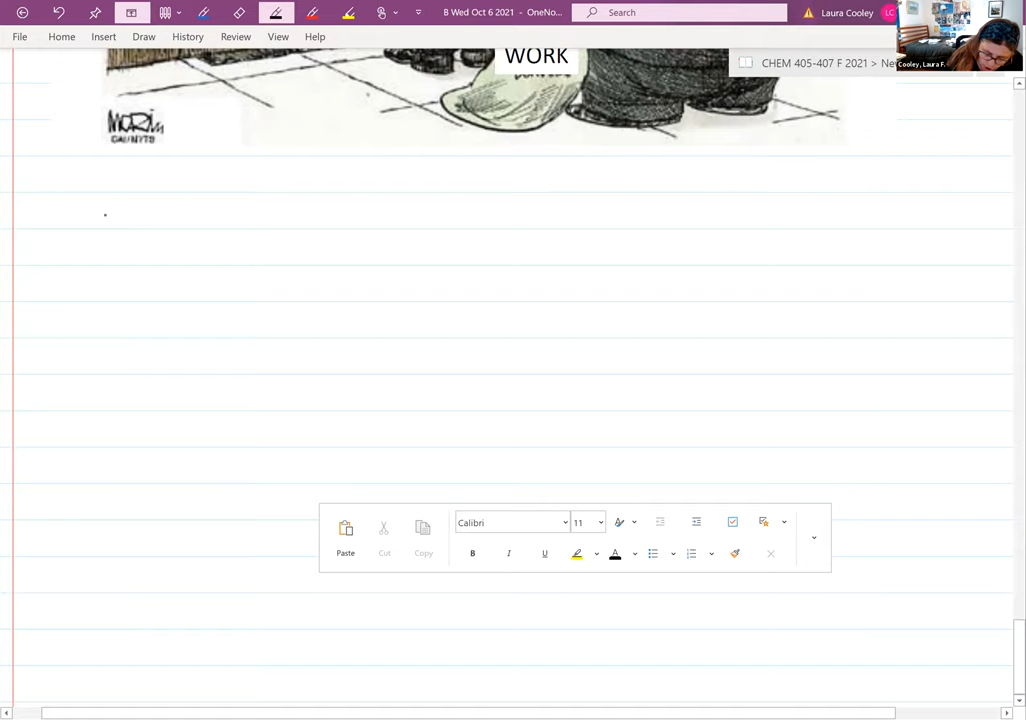 B Wed Oct 6 2021 - OneNo...
Search
Laura Cooley
LC
File
Home
Insert
Draw
History
Review
View
Help
CHEM 405-407 F 2021 >
Cooley, Laura F.
WORK
Paste
Cut
Copy
Calibri
11
B
I
U
A